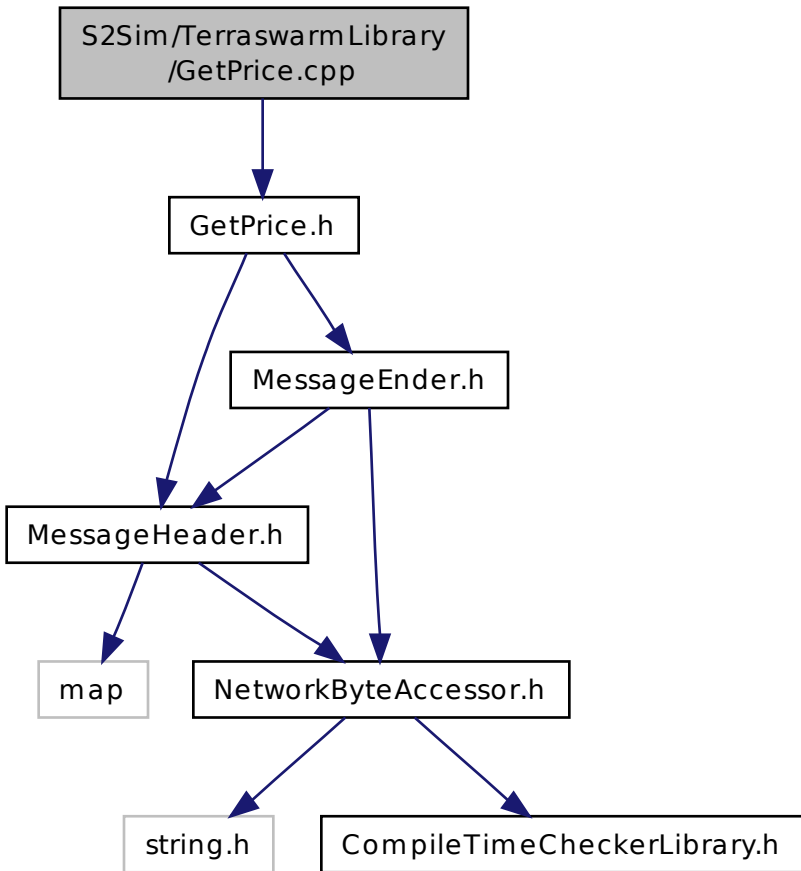 S2Sim/TerraswarmLibrary
/GetPrice.cpp
GetPrice.h
MessageEnder.h
MessageHeader.h
map
NetworkByteAccessor.h
string.h
CompileTimeCheckerLibrary.h